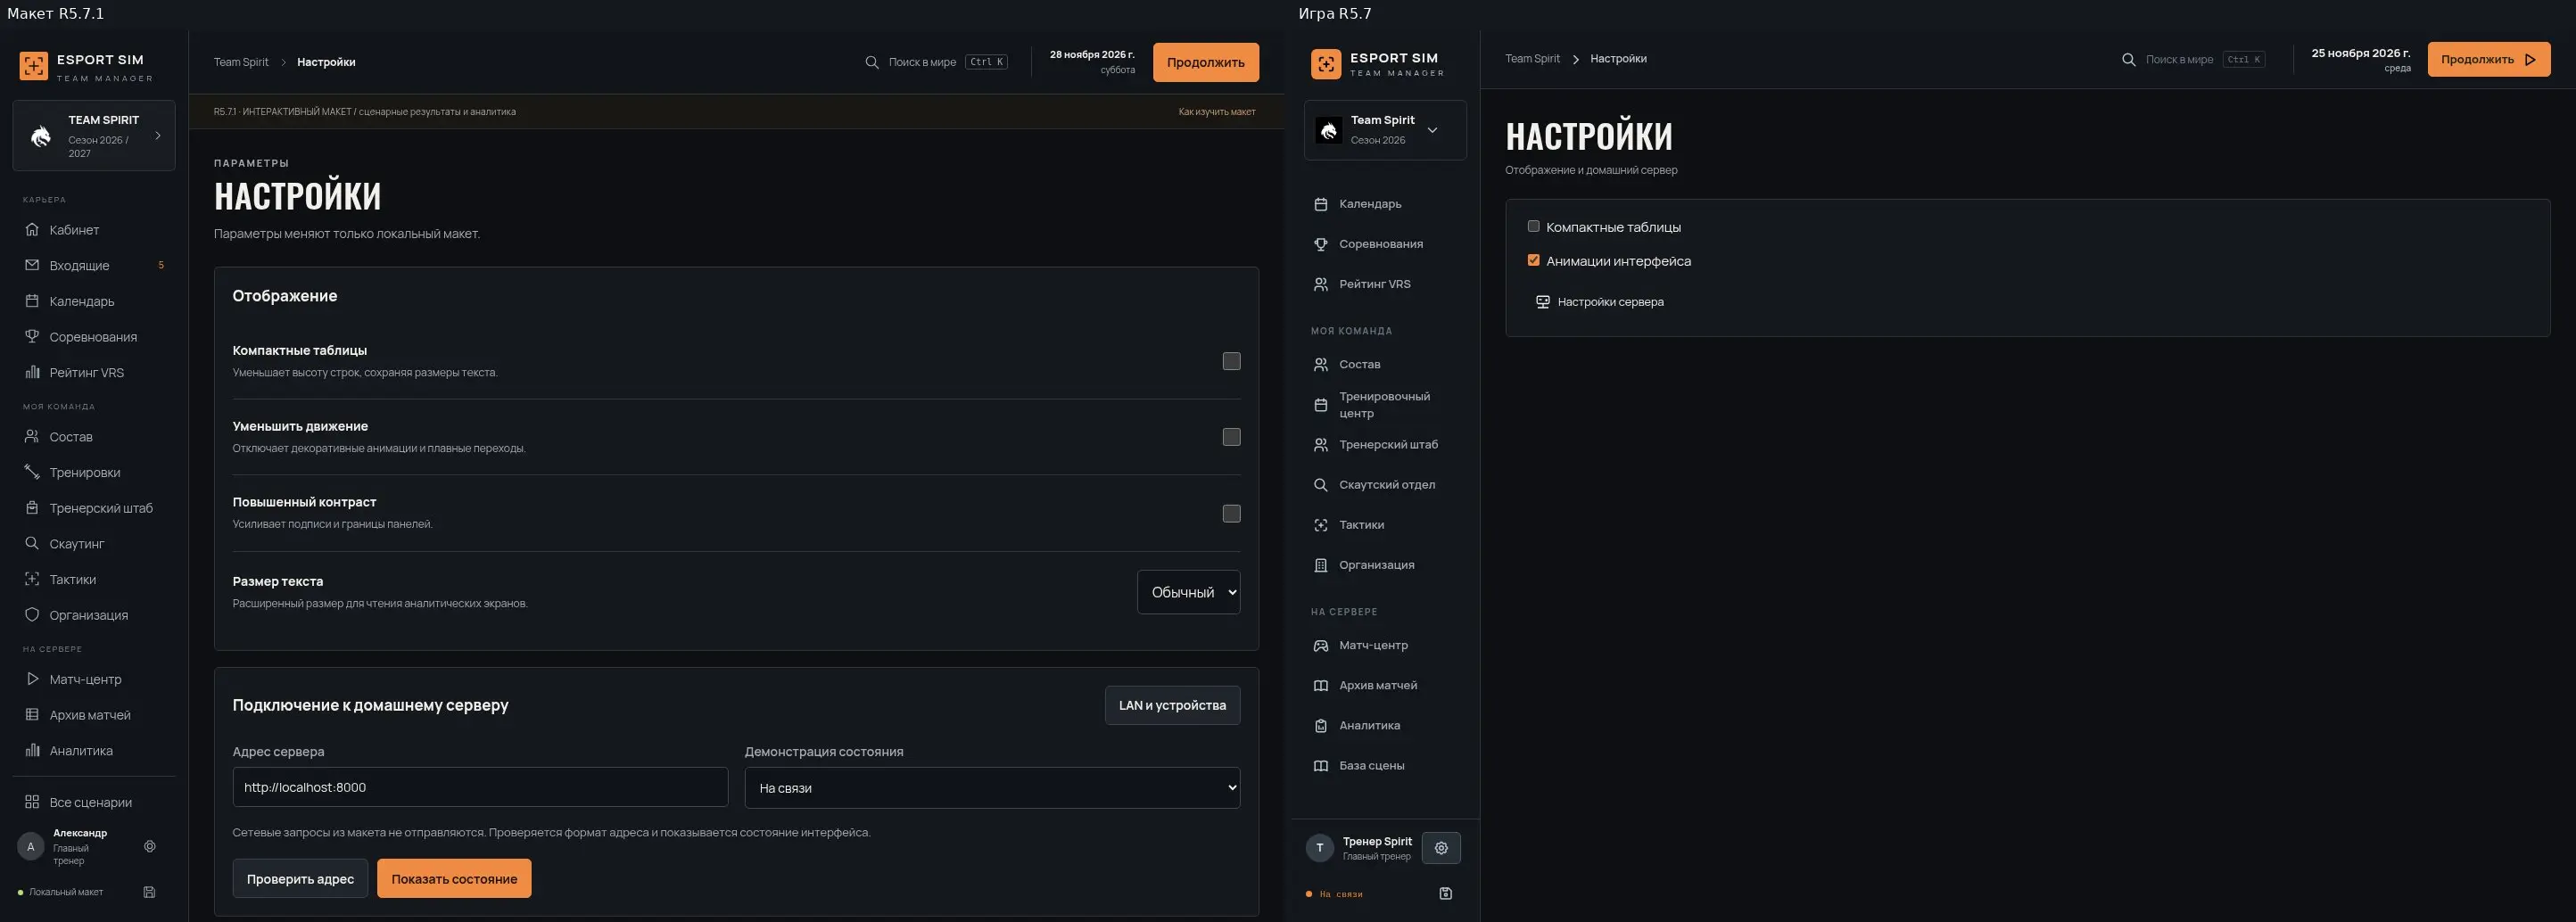 Макет R5.7.1
ESPORT SIM
TEAM MANAGER
TEAM SPIRIT
Сезон 2026 /
2027
КАРЬЕРА
Кабинет
Входящие 5
Календарь
Соревнования
Рейтинг VRS
МОЯ КОМАНДА
Состав
Тренировки
Тренерский штаб
Скаутинг
Тактики
Организация
НА СЕРВЕРЕ
Матч-центр
Архив матчей
Аналитика
Все сценарии
А
Александр
Главный
тренер
Локальный макет
Team Spirit > Настройки
Поиск в мире Ctrl K
28 ноября 2026 г.
суббота
Продолжить
R5.7.1 · ИНТЕРАКТИВНЫЙ МАКЕТ / сценарные результаты и аналитика
Как изучить макет
ПАРАМЕТРЫ
НАСТРОЙКИ
Параметры меняют только локальный макет.
Отображение
Компактные таблицы
Уменьшает высоту строк, сохраняя размеры текста.
Уменьшить движение
Отключает декоративные анимации и плавные переходы.
Повышенный контраст
Усиливает подписи и границы панелей.
Размер текста
Расширенный размер для чтения аналитических экранов.
Обычный
Подключение к домашнему серверу
LAN и устройства
Адрес сервера
http://localhost:8000
Демонстрация состояния
На связи
Сетевые запросы из макета не отправляются. Проверяется формат адреса и показывается состояние интерфейса.
Проверить адрес
Показать состояние
Игра R5.7
ESPORT SIM
TEAM MANAGER
Team Spirit
Сезон 2026
Календарь
Соревнования
Рейтинг VRS
МОЯ КОМАНДА
Состав
Тренировочный
центр
Тренерский штаб
Скаутский отдел
Тактики
Организация
НА СЕРВЕРЕ
Матч-центр
Архив матчей
Аналитика
База сцены
Т
Тренер Spirit
Главный тренер
На связи
Team Spirit > Настройки
Поиск в мире Ctrl K
25 ноября 2026 г.
среда
Продолжить
НАСТРОЙКИ
Отображение и домашний сервер
Компактные таблицы
Анимации интерфейса
Настройки сервера